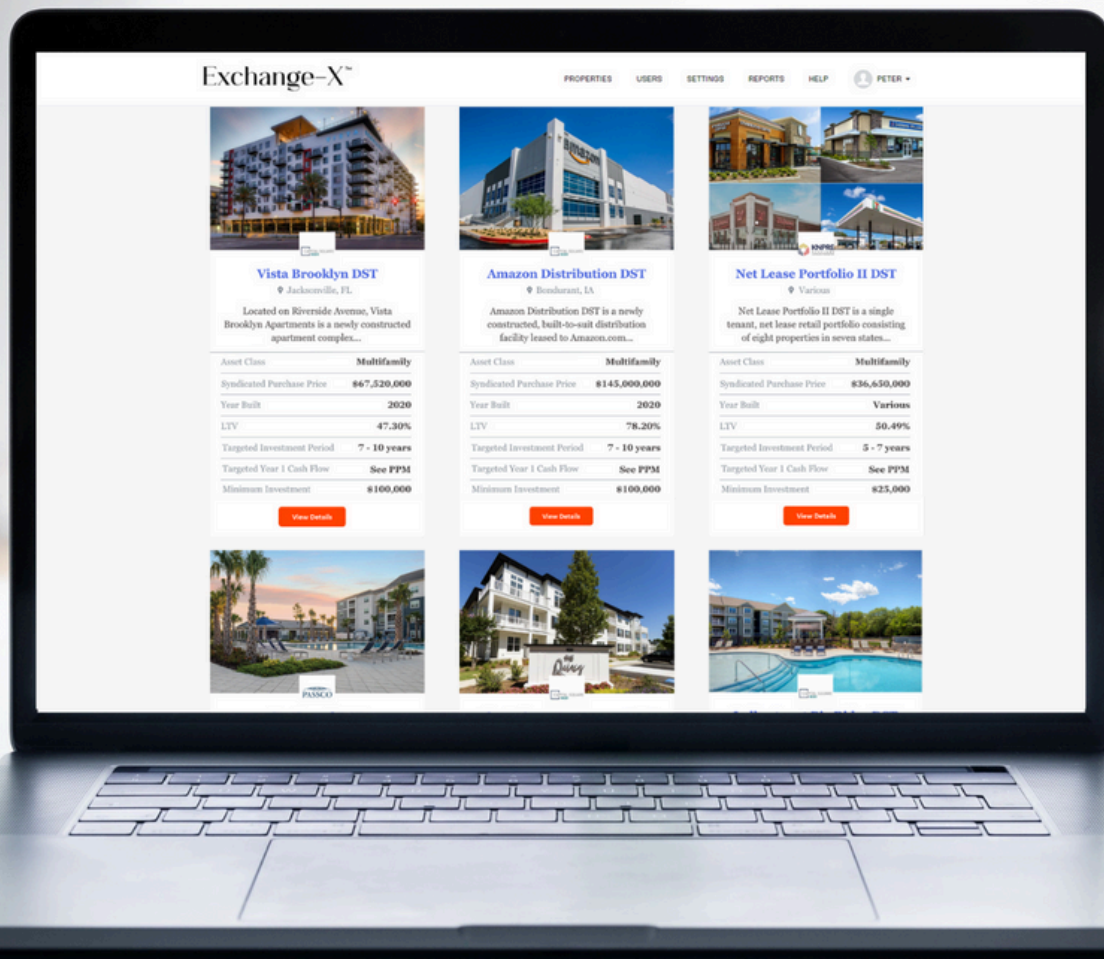 Exchange-X™
PROPERTIES USERS SETTINGS REPORTS HELP PETER
amazon
KNPRE
Vista Brooklyn DST
Jacksonville, FL
Located on Riverside Avenue, Vista
Brooklyn Apartments is a newly constructed
apartment complex...
Asset Class Multifamily
Syndicated Purchase Price $67,520,000
Year Built 2020
LTV 47.30%
Targeted Investment Period 7 - 10 years
Targeted Year 1 Cash Flow See PPM
Minimum Investment $100,000
View Details
Amazon Distribution DST
Bondurant, IA
Amazon Distribution DST is a newly
constructed, built-to-suit distribution
facility leased to Amazon.com...
Asset Class Multifamily
Syndicated Purchase Price $145,000,000
Year Built 2020
LTV 78.20%
Targeted Investment Period 7 - 10 years
Targeted Year 1 Cash Flow See PPM
Minimum Investment $100,000
View Details
Net Lease Portfolio II DST
Various
Net Lease Portfolio II DST is a single
tenant, net lease retail portfolio consisting
of eight properties in seven states...
Asset Class Multifamily
Syndicated Purchase Price $36,650,000
Year Built Various
LTV 50.49%
Targeted Investment Period 5 - 7 years
Targeted Year 1 Cash Flow See PPM
Minimum Investment $25,000
View Details
PASSCO
Quincy